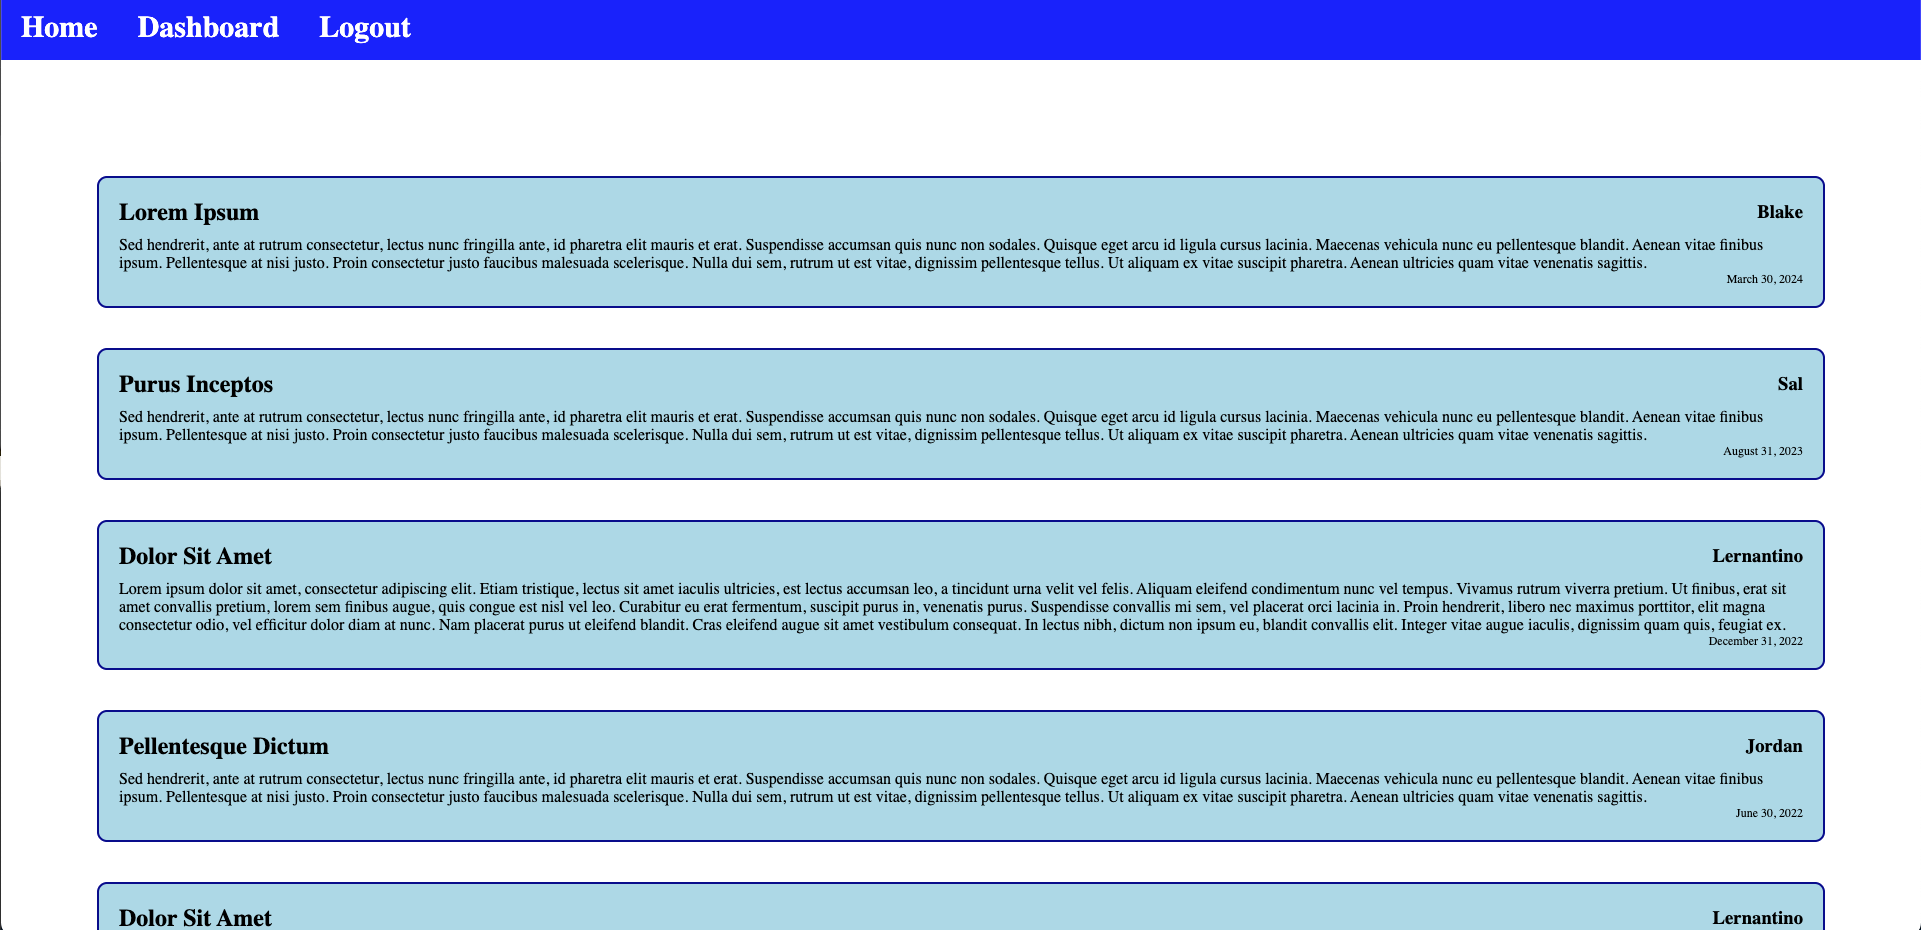 Home Dashboard Logout
Lorem Ipsum Blake
Sed hendrerit, ante at rutrum consectetur, lectus nunc fringilla ante, id pharetra elit mauris et erat. Suspendisse accumsan quis nunc non sodales. Quisque eget arcu id ligula cursus lacinia. Maecenas vehicula nunc eu pellentesque blandit. Aenean vitae finibus
ipsum. Pellentesque at nisi justo. Proin consectetur justo faucibus malesuada scelerisque. Nulla dui sem, rutrum ut est vitae, dignissim pellentesque tellus. Ut aliquam ex vitae suscipit pharetra. Aenean ultricies quam vitae venenatis sagittis.
March 30, 2024
Purus Inceptos Sal
Sed hendrerit, ante at rutrum consectetur, lectus nunc fringilla ante, id pharetra elit mauris et erat. Suspendisse accumsan quis nunc non sodales. Quisque eget arcu id ligula cursus lacinia. Maecenas vehicula nunc eu pellentesque blandit. Aenean vitae finibus
ipsum. Pellentesque at nisi justo. Proin consectetur justo faucibus malesuada scelerisque. Nulla dui sem, rutrum ut est vitae, dignissim pellentesque tellus. Ut aliquam ex vitae suscipit pharetra. Aenean ultricies quam vitae venenatis sagittis.
August 31, 2023
Dolor Sit Amet Lernantino
Lorem ipsum dolor sit amet, consectetur adipiscing elit. Etiam tristique, lectus sit amet iaculis ultricies, est lectus accumsan leo, a tincidunt urna velit vel felis. Aliquam eleifend condimentum nunc vel tempus. Vivamus rutrum viverra pretium. Ut finibus, erat sit
amet convallis pretium, lorem sem finibus augue, quis congue est nisl vel leo. Curabitur eu erat fermentum, suscipit purus in, venenatis purus. Suspendisse convallis mi sem, vel placerat orci lacinia in. Proin hendrerit, libero nec maximus porttitor, elit magna
consectetur odio, vel efficitur dolor diam at nunc. Nam placerat purus ut eleifend blandit. Cras eleifend augue sit amet vestibulum consequat. In lectus nibh, dictum non ipsum eu, blandit convallis elit. Integer vitae augue iaculis, dignissim quam quis, feugiat ex.
December 31, 2022
Pellentesque Dictum Jordan
Sed hendrerit, ante at rutrum consectetur, lectus nunc fringilla ante, id pharetra elit mauris et erat. Suspendisse accumsan quis nunc non sodales. Quisque eget arcu id ligula cursus lacinia. Maecenas vehicula nunc eu pellentesque blandit. Aenean vitae finibus
ipsum. Pellentesque at nisi justo. Proin consectetur justo faucibus malesuada scelerisque. Nulla dui sem, rutrum ut est vitae, dignissim pellentesque tellus. Ut aliquam ex vitae suscipit pharetra. Aenean ultricies quam vitae venenatis sagittis.
June 30, 2022
Dolor Sit Amet Lernantino